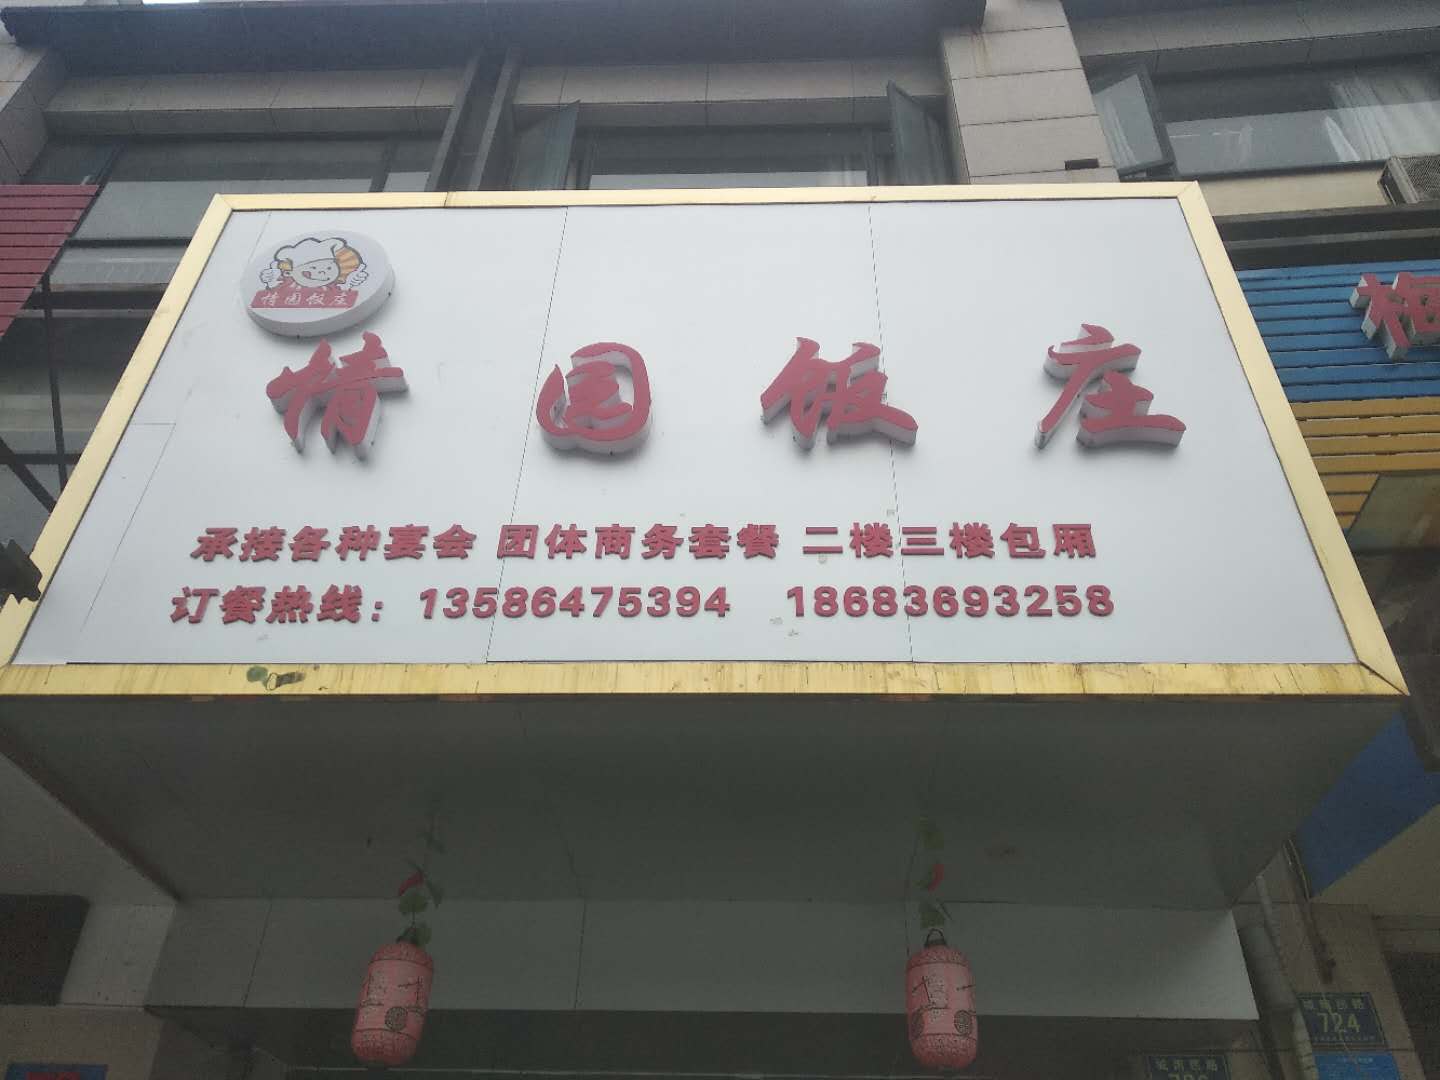 情园饭庄
情园饭庄
承接各种宴会 团体商务套餐 二楼三楼包厢
订餐热线：13586475394 18683693258
梅
724